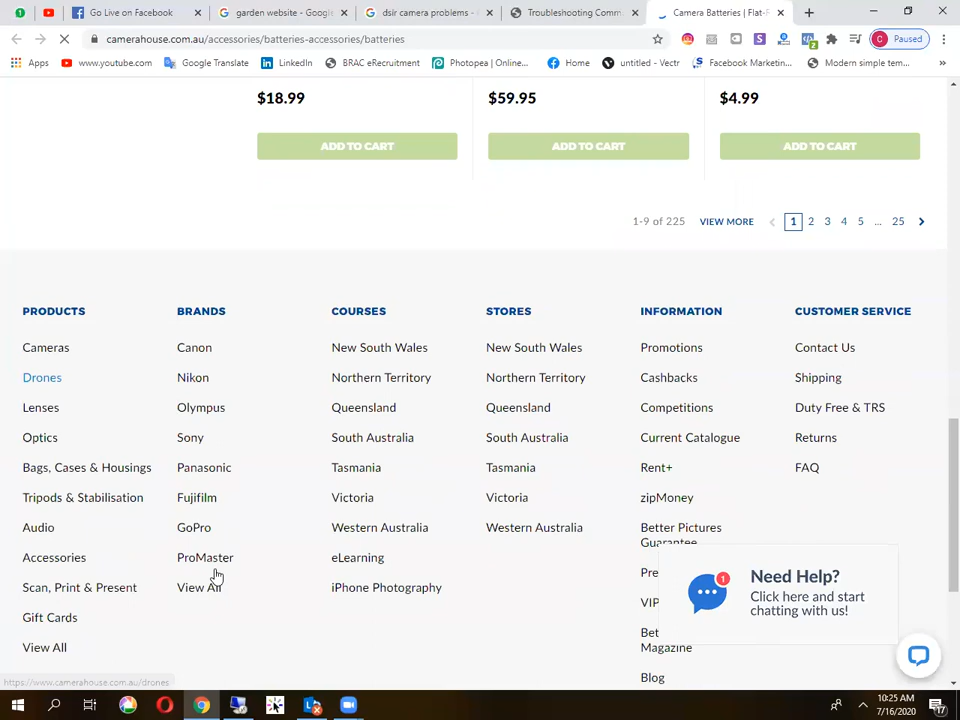 Go Live on Facebook
garden website - Google
dsir camera problems -
Troubleshooting Comm
Camera Batteries | Flat-
camerahouse.com.au/accessories/batteries-accessories/batteries
2
C Paused
Apps
www.youtube.com
Google Translate
LinkedIn
BRAC eRecruitment
Photopea | Online...
Home
untitled - Vectr
Facebook Marketin...
Modern simple tem...
$18.99 $59.95 $4.99
ADD TO CART ADD TO CART ADD TO CART
1-9 of 225 VIEW MORE 1 2 3 4 5 ... 25
PRODUCTS BRANDS COURSES STORES INFORMATION CUSTOMER SERVICE
Cameras Canon New South Wales New South Wales Promotions Contact Us
Drones Nikon Northern Territory Northern Territory Cashbacks Shipping
Lenses Olympus Queensland Queensland Competitions Duty Free & TRS
Optics Sony South Australia South Australia Current Catalogue Returns
Bags, Cases & Housings Panasonic Tasmania Tasmania Rent+ FAQ
Tripods & Stabilisation Fujifilm Victoria Victoria zipMoney
Audio GoPro Western Australia Western Australia Better Pictures
Guarantee
Accessories ProMaster eLearning
Scan, Print & Present View All iPhone Photography
Gift Cards
View All
VIP
Magazine
Blog
1
Need Help?
Click here and start
chatting with us!
https://www.camerahouse.com.au/drones
10:25 AM
7/16/2020
17